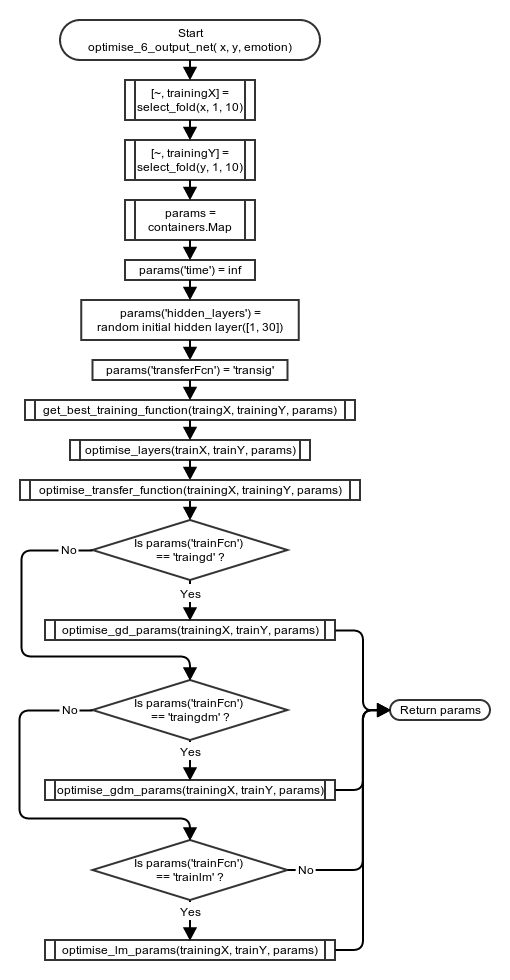 Start
optimise_6_output_net( x, y, emotion)
[~, trainingX] =
select_fold(x, 1, 10)
[~, trainingY] =
select_fold(y, 1, 10)
params =
containers.Map
params('time') = inf
params('hidden_layers') =
random initial hidden layer([1, 30])
params('transferFcn') = 'transig'
get_best_training_function(traingX, trainingY, params)
optimise_layers(trainX, trainY, params)
optimise_transfer_function(trainingX, trainingY, params)
Is params('trainFcn')
== 'traingd' ?
No
Yes
optimise_gd_params(trainingX, trainY, params)
Is params('trainFcn')
== 'traingdm' ?
No
Return params
Yes
optimise_gdm_params(trainingX, trainY, params)
Is params('trainFcn')
== 'trainlm' ?
No
Yes
optimise_lm_params(trainingX, trainY, params)